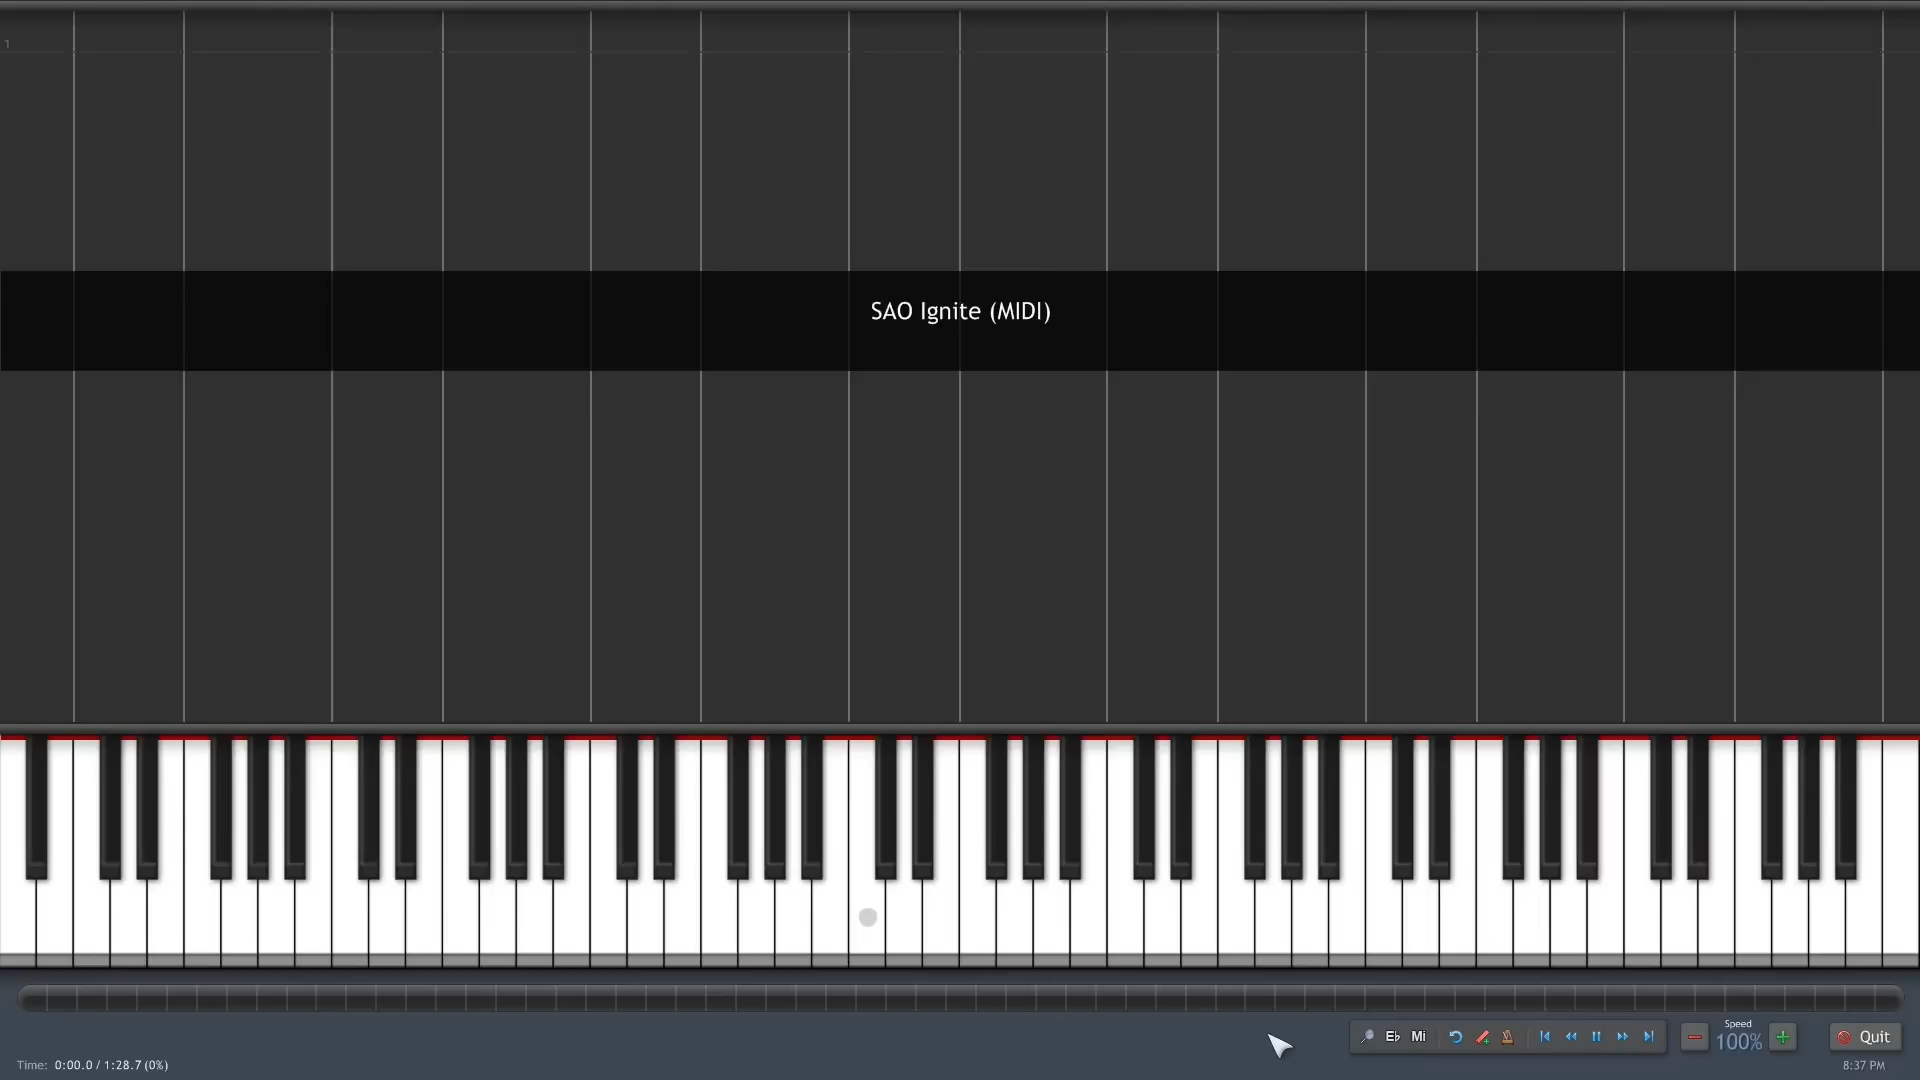 1
SAO Ignite (MIDI)
E♭ Mi
Speed
100%
Quit
Time: 0:00.0 / 1:28.7 (0%)
8:37 PM